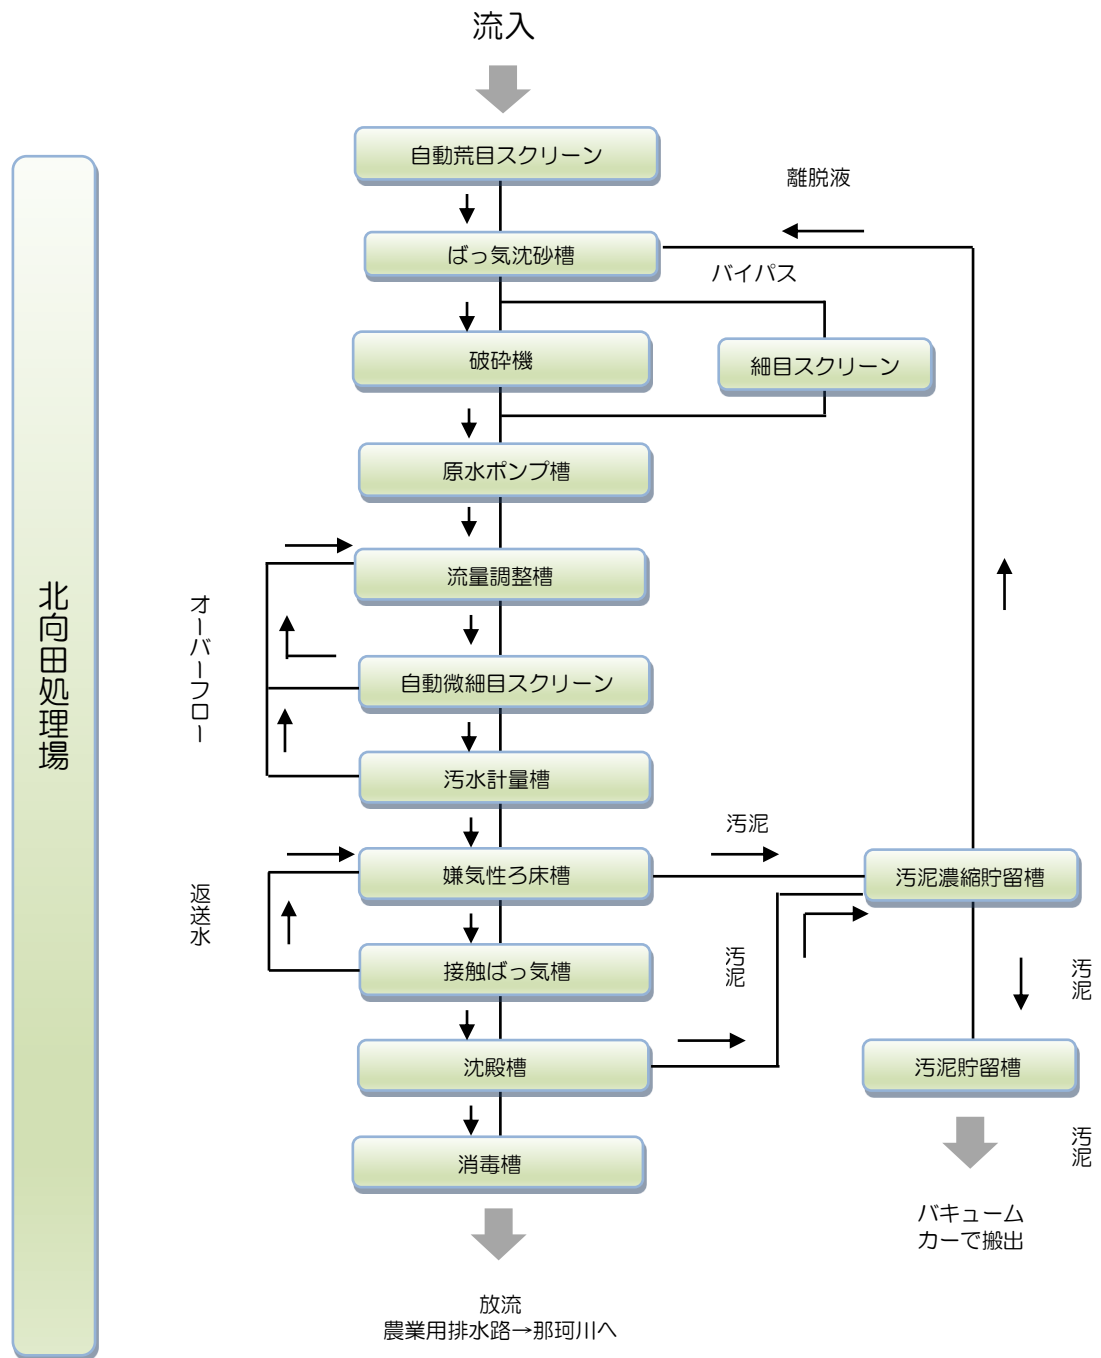 流入
北向田処理場
自動荒目スクリーン
離脱液
ばっ気沈砂槽
バイパス
破砕機
細目スクリーン
原水ポンプ槽
流量調整槽
オーバーフロー
自動微細目スクリーン
汚水計量槽
汚泥
嫌気性ろ床槽
汚泥濃縮貯留槽
返送水
汚泥
接触ばっ気槽
汚泥
沈殿槽
汚泥貯留槽
汚泥
消毒槽
バキューム
カーで搬出
放流
農業用排水路→那珂川へ